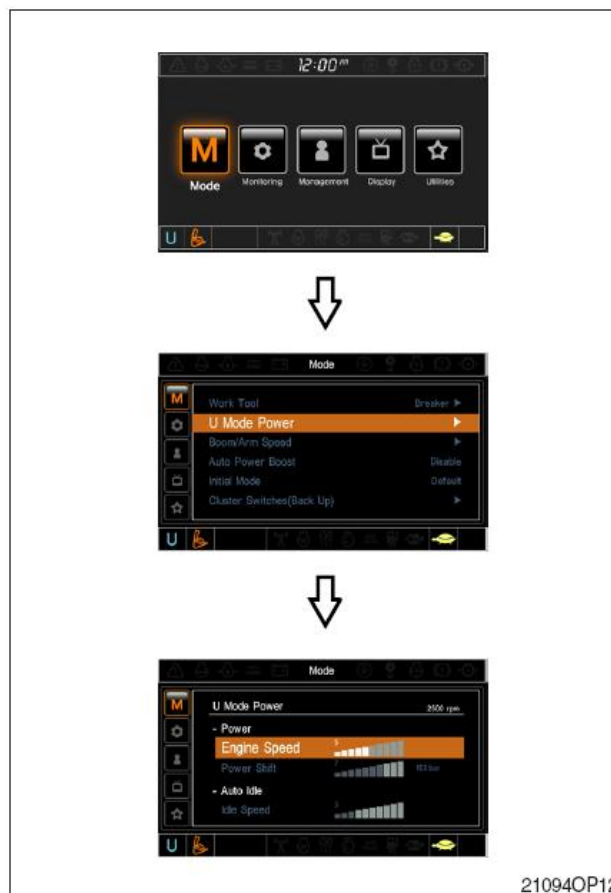 12:00
M
Mode
Monitoring
Management
Display
Utilities
U
Mode
M
Work Tool Breaker ▶
U Mode Power ▶
Boom/Arm Speed ▶
Auto Power Boost Disable
Initial Mode Default
Cluster Switches(Back Up) ▶
U
Mode
M
U Mode Power 2500 rpm
- Power
Engine Speed 5
Power Shift
- Auto Idle
Idle Speed
U
21094OP12